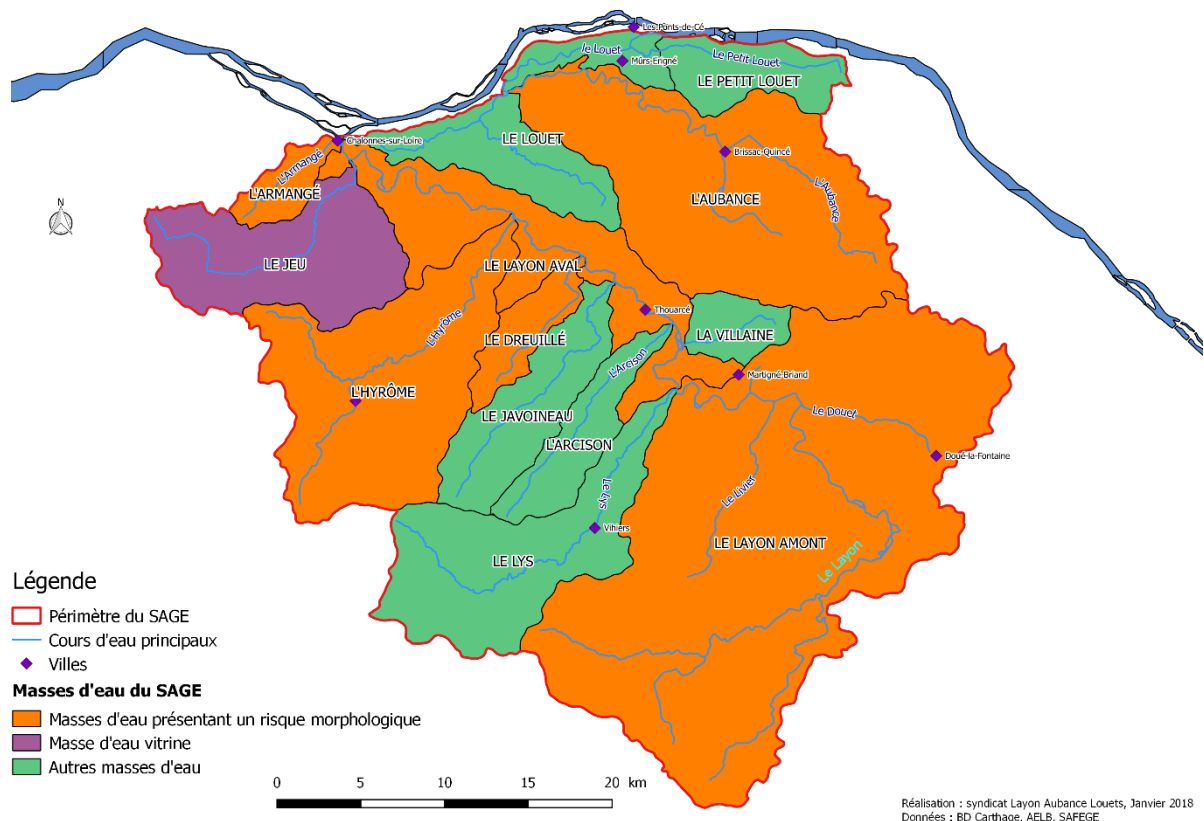 Les Ponts-de-Cé
le Louet
Le Petit Louet
Mûrs-Erigné
LE PETIT LOUET
Chalonnes-sur-Loire
LE LOUET
Brissac-Quincé
L'Armangé
L'ARMANGÉ
L'AUBANCE
L'Aubance
N
LE JEU
LE LAYON AVAL
Thouarcé
L'Hyrôme
LE DREUILLÉ
LA VILLAINE
L'Arcison
Martigné-Briand
L'HYRÔME
LE JAVOINEAU
Le Douet
L'ARCISON
Doué-la-Fontaine
Le Lys
Le Livier
Vihiers
LE LAYON AMONT
LE LYS
Le Layon
Légende
Périmètre du SAGE
Cours d'eau principaux
Villes
Masses d'eau du SAGE
Masses d'eau présentant un risque morphologique
Masse d'eau vitrine
Autres masses d'eau
0 5 10 15 20 km
Réalisation : syndicat Layon Aubance Louets, Janvier 2018
Données : BD Carthage, AELB, SAFEGE